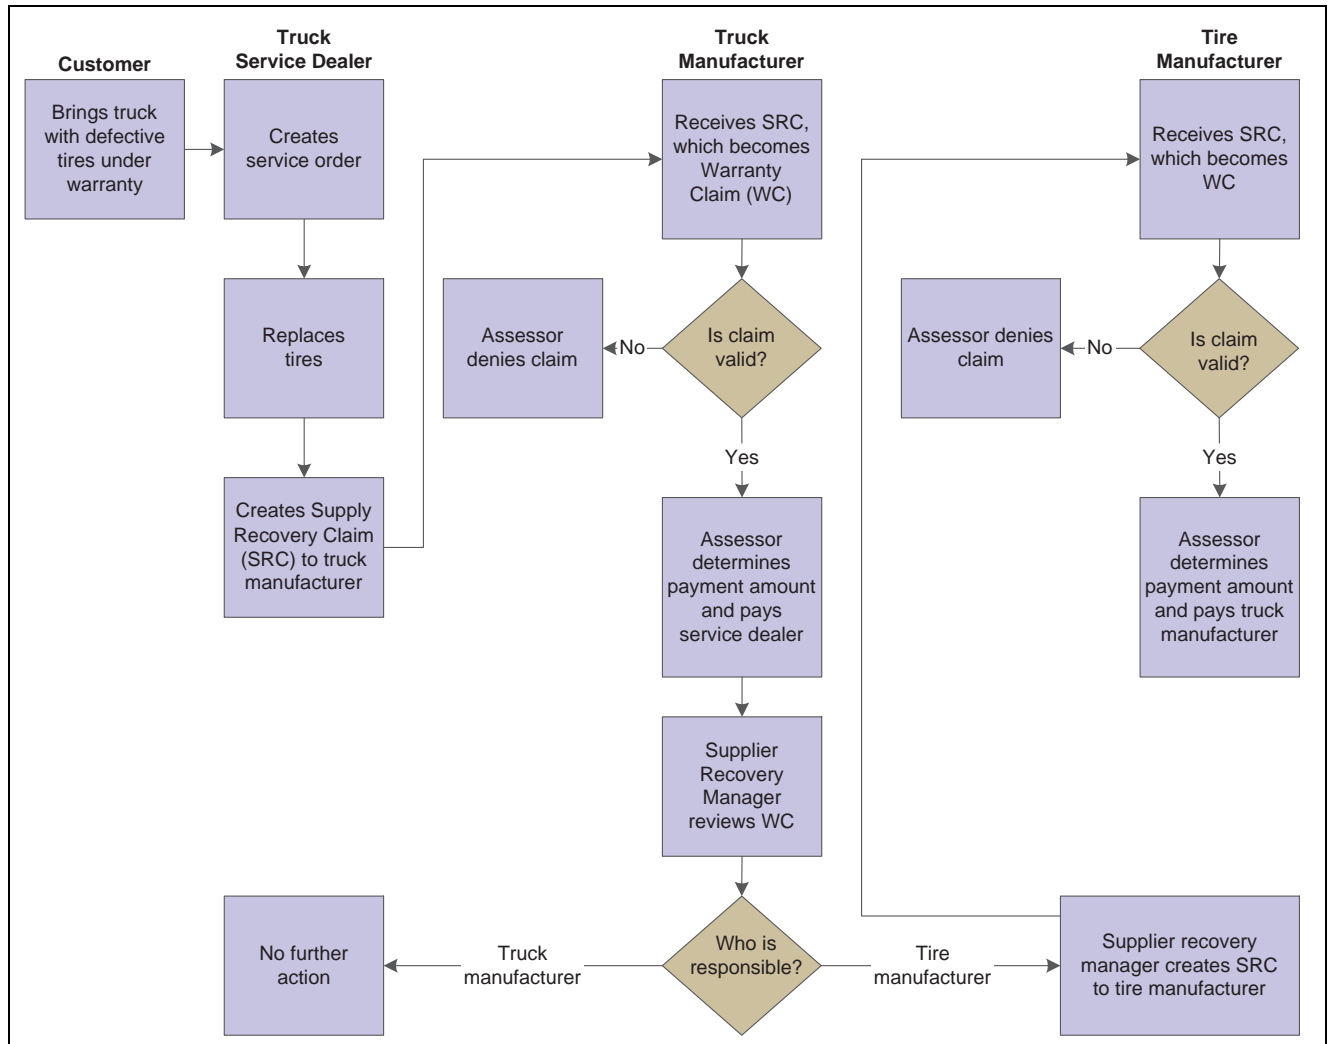 Customer
Brings truck
with defective
tires under
warranty
Truck
Service Dealer
Creates
service order
Replaces
tires
Creates Supply
Recovery Claim
(SRC) to truck
manufacturer
Truck
Manufacturer
Receives SRC,
which becomes
Warranty
Claim (WC)
Is claim
valid?
No
Assessor
denies claim
Yes
Assessor
determines
payment amount
and pays
service dealer
Supplier
Recovery
Manager
reviews WC
Who is
responsible?
Truck
manufacturer
No further
action
Tire
manufacturer
Supplier recovery
manager creates SRC
to tire manufacturer
Tire
Manufacturer
Receives SRC,
which becomes
WC
Is claim
valid?
No
Assessor denies
claim
Yes
Assessor
determines
payment amount
and pays truck
manufacturer